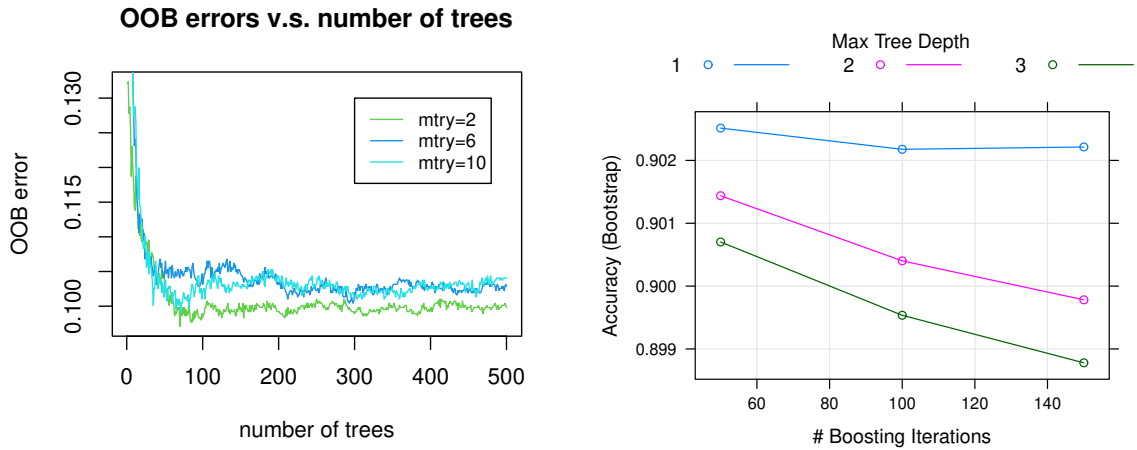 OOB errors v.s. number of trees
OOB error
0.100
0.115
0.130
mtry=2
mtry=6
mtry=10
0 100 200 300 400 500
number of trees
Max Tree Depth
1 2 3
Accuracy (Bootstrap)
0.902
0.901
0.900
0.899
60 80 100 120 140
# Boosting Iterations